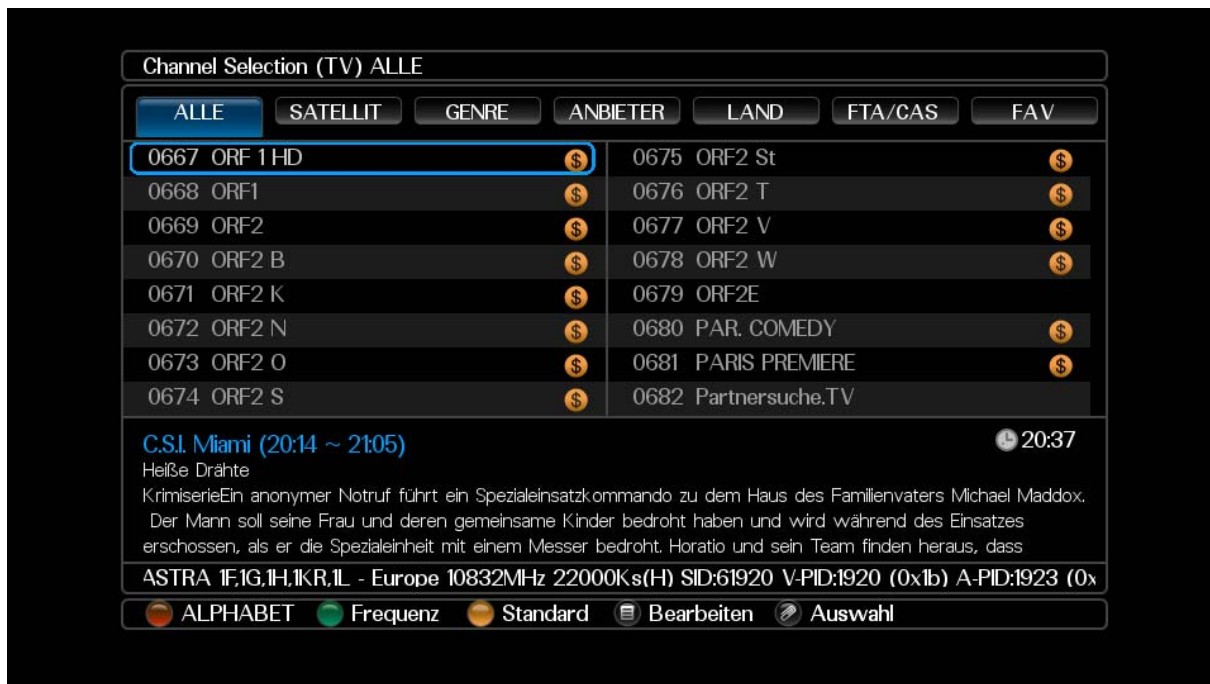 Channel Selection (TV) ALLE
ALLE SATELLIT GENRE ANBIETER LAND FTA/CAS FAV
0667 ORF 1 HD $
0668 ORF1 $
0669 ORF2 $
0670 ORF2 B $
0671 ORF2 K $
0672 ORF2 N $
0673 ORF2 O $
0674 ORF2 S $
0675 ORF2 St $
0676 ORF2 T $
0677 ORF2 V $
0678 ORF2 W $
0679 ORF2E
0680 PAR. COMEDY $
0681 PARIS PREMIERE $
0682 Partnersuche.TV
C.S.I. Miami (20:14 ~ 21:05) 20:37
Heiße Drähte
KrimiserieEin anonymer Notruf führt ein Spezialeinsatzkommando zu dem Haus des Familienvaters Michael Maddox.
Der Mann soll seine Frau und deren gemeinsame Kinder bedroht haben und wird während des Einsatzes
erschossen, als er die Spezialeinheit mit einem Messer bedroht. Horatio und sein Team finden heraus, dass
ASTRA 1F,1G,1H,1KR,1L - Europe 10832MHz 22000Ks(H) SID:61920 V-PID:1920 (0x1b) A-PID:1923 (0x
ALPHABET Frequenz Standard Bearbeiten Auswahl